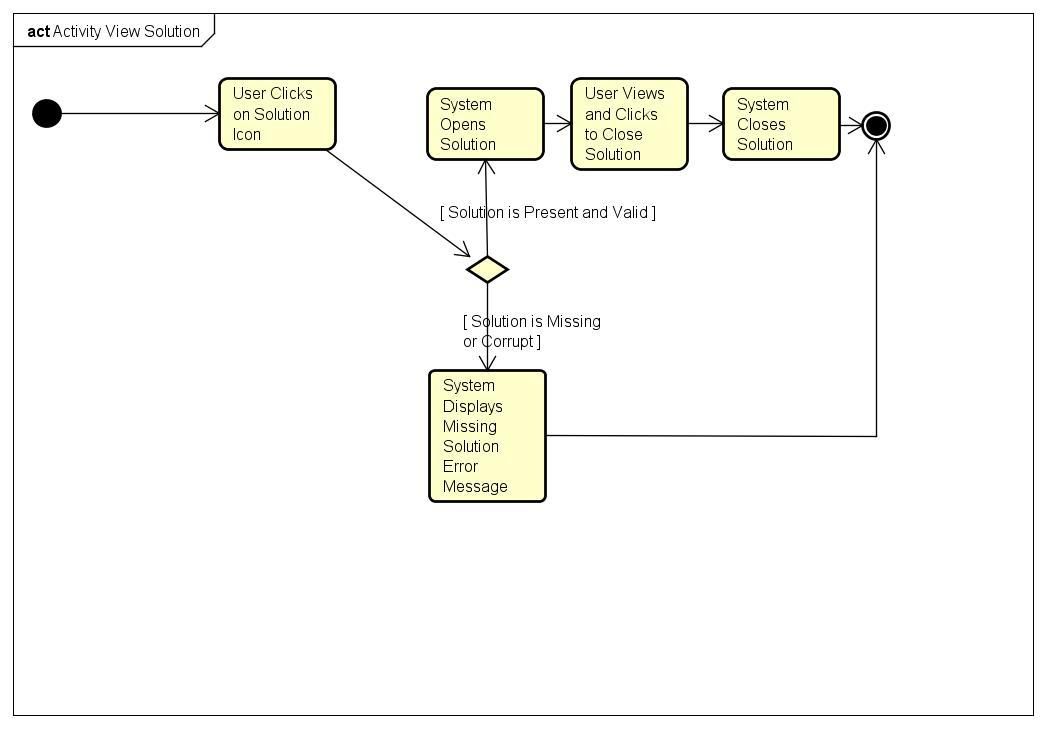 act Activity View Solution
User Clicks
on Solution
Icon
System
Opens
Solution
User Views
and Clicks
to Close
Solution
System
Closes
Solution
[ Solution is Present and Valid ]
[ Solution is Missing
or Corrupt ]
System
Displays
Missing
Solution
Error
Message